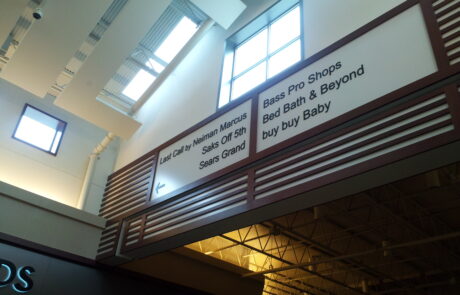 Last Call by Neiman Marcus
Saks Off 5th
Sears Grand
←
Bass Pro Shops
Bed Bath & Beyond
buy buy Baby
DS